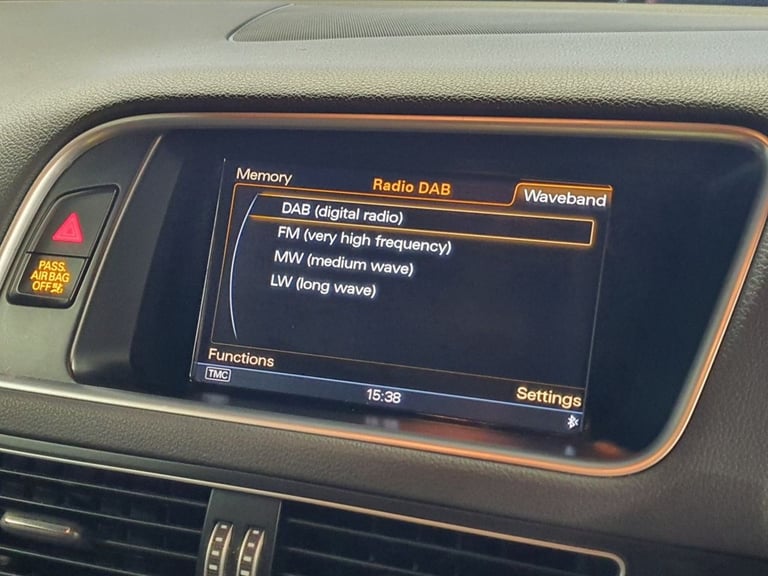 Memory
Radio DAB
Waveband
DAB (digital radio)
FM (very high frequency)
MW (medium wave)
LW (long wave)
Functions
Settings
TMC
15:38
PASS.
AIR BAG
OFF